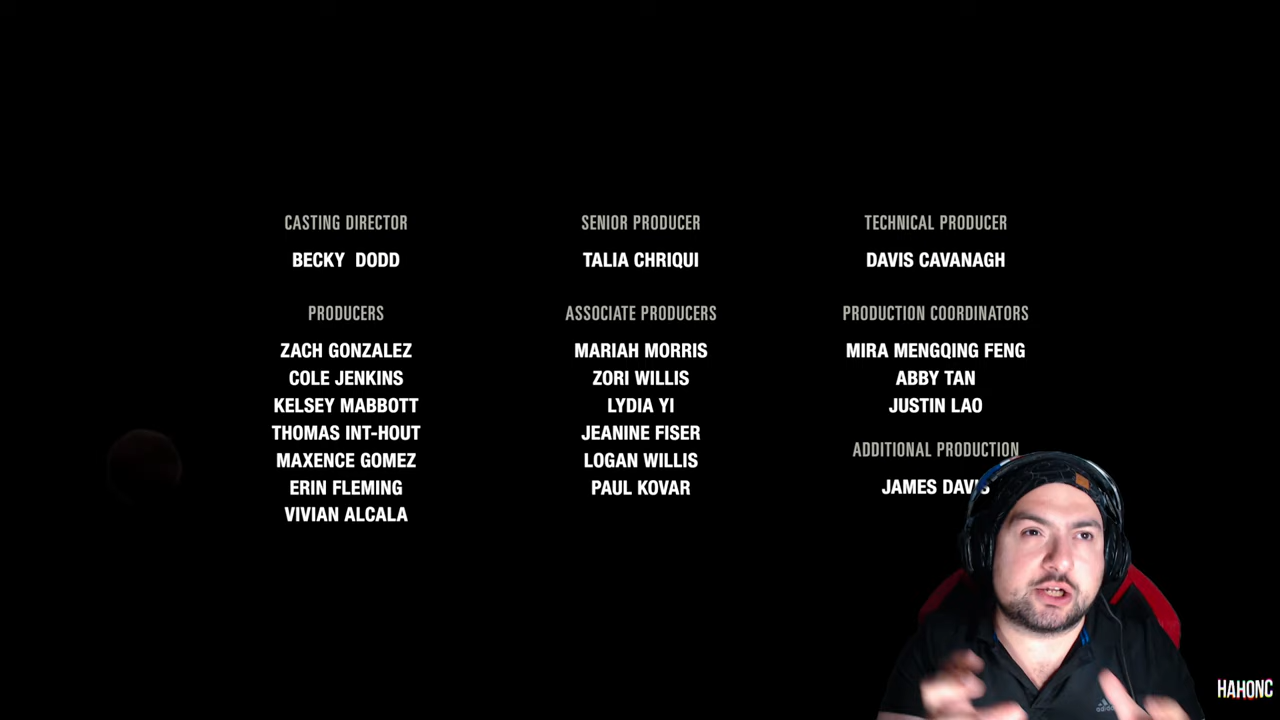 CASTING DIRECTOR
BECKY DODD
PRODUCERS
ZACH GONZALEZ
COLE JENKINS
KELSEY MABBOTT
THOMAS INT-HOUT
MAXENCE GOMEZ
ERIN FLEMING
VIVIAN ALCALA
SENIOR PRODUCER
TALIA CHRIQUI
ASSOCIATE PRODUCERS
MARIAH MORRIS
ZORI WILLIS
LYDIA YI
JEANINE FISER
LOGAN WILLIS
PAUL KOVAR
TECHNICAL PRODUCER
DAVIS CAVANAGH
PRODUCTION COORDINATORS
MIRA MENGQING FENG
ABBY TAN
JUSTIN LAO
ADDITIONAL PRODUCTION
JAMES DAVIS
adidas
HAHONC